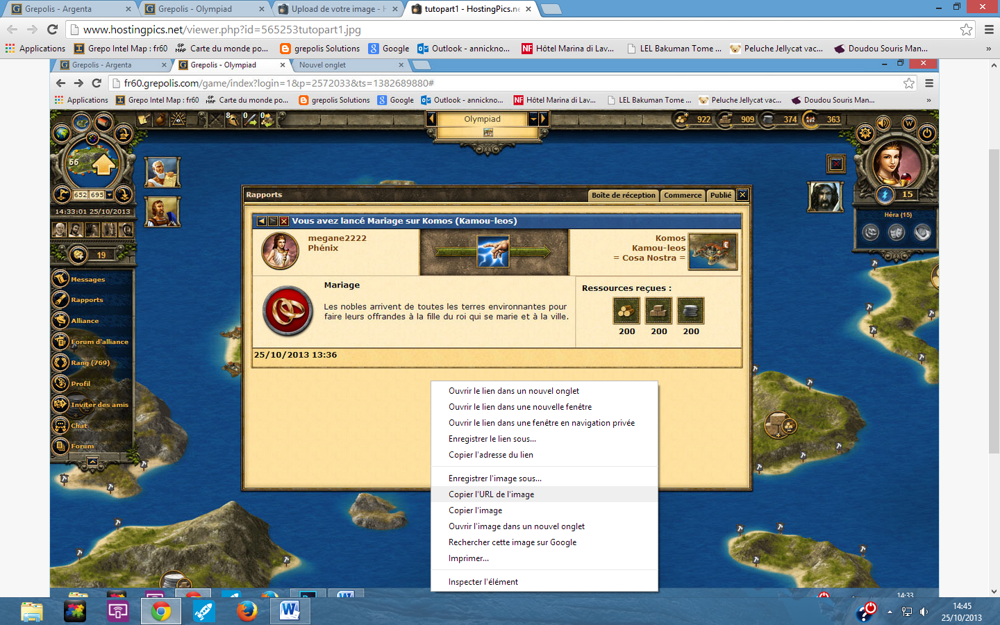 Grepolis - Argenta
Grepolis - Olympiad
Upload de votre image - H
tutopart1 - HostingPics.ne
www.hostingpics.net/viewer.php?id=565253tutopart1.jpg
Applications
Grepo Intel Map : fr60
GP MAP
Carte du monde po...
grepolis Solutions
Google
Outlook - annickno...
NF
Hôtel Marina di Lav...
LEL Bakuman Tome ...
Peluche Jellycat vac...
Doudou Souris Man...
»
Grepolis - Argenta
Grepolis - Olympiad
Nouvel onglet
fr60.grepolis.com/game/index?login=1&p=2572033&ts=1382689880#
Applications
Grepo Intel Map : fr60
GP MAP
Carte du monde po...
grepolis Solutions
Google
Outlook - annickno...
NF
Hôtel Marina di Lav...
LEL Bakuman Tome ...
Peluche Jellycat vac...
Doudou Souris Man...
»
8
0
0
Olympiad
922
909
374
363
66
652
695
14:33:01 25/10/2013
19
Messages
Rapports
Alliance
Forum d'alliance
Rang (769)
Profil
Inviter des amis
Chat
Forum
W
15
Héra (15)
Rapports
Boîte de réception
Commerce
Publié
Vous avez lancé Mariage sur Komos (Kamou-leos)
megane2222
Phénix
Komos
Kamou-leos
= Cosa Nostra =
Mariage
Les nobles arrivent de toutes les terres environnantes pour
faire leurs offrandes à la fille du roi qui se marie et à la ville.
Ressources reçues :
200
200
200
25/10/2013 13:36
Ouvrir le lien dans un nouvel onglet
Ouvrir le lien dans une nouvelle fenêtre
Ouvrir le lien dans une fenêtre en navigation privée
Enregistrer le lien sous...
Copier l'adresse du lien
Enregistrer l'image sous...
Copier l'URL de l'image
Copier l'image
Ouvrir l'image dans un nouvel onglet
Rechercher cette image sur Google
Imprimer...
Inspecter l'élément
14:33
14:45
25/10/2013